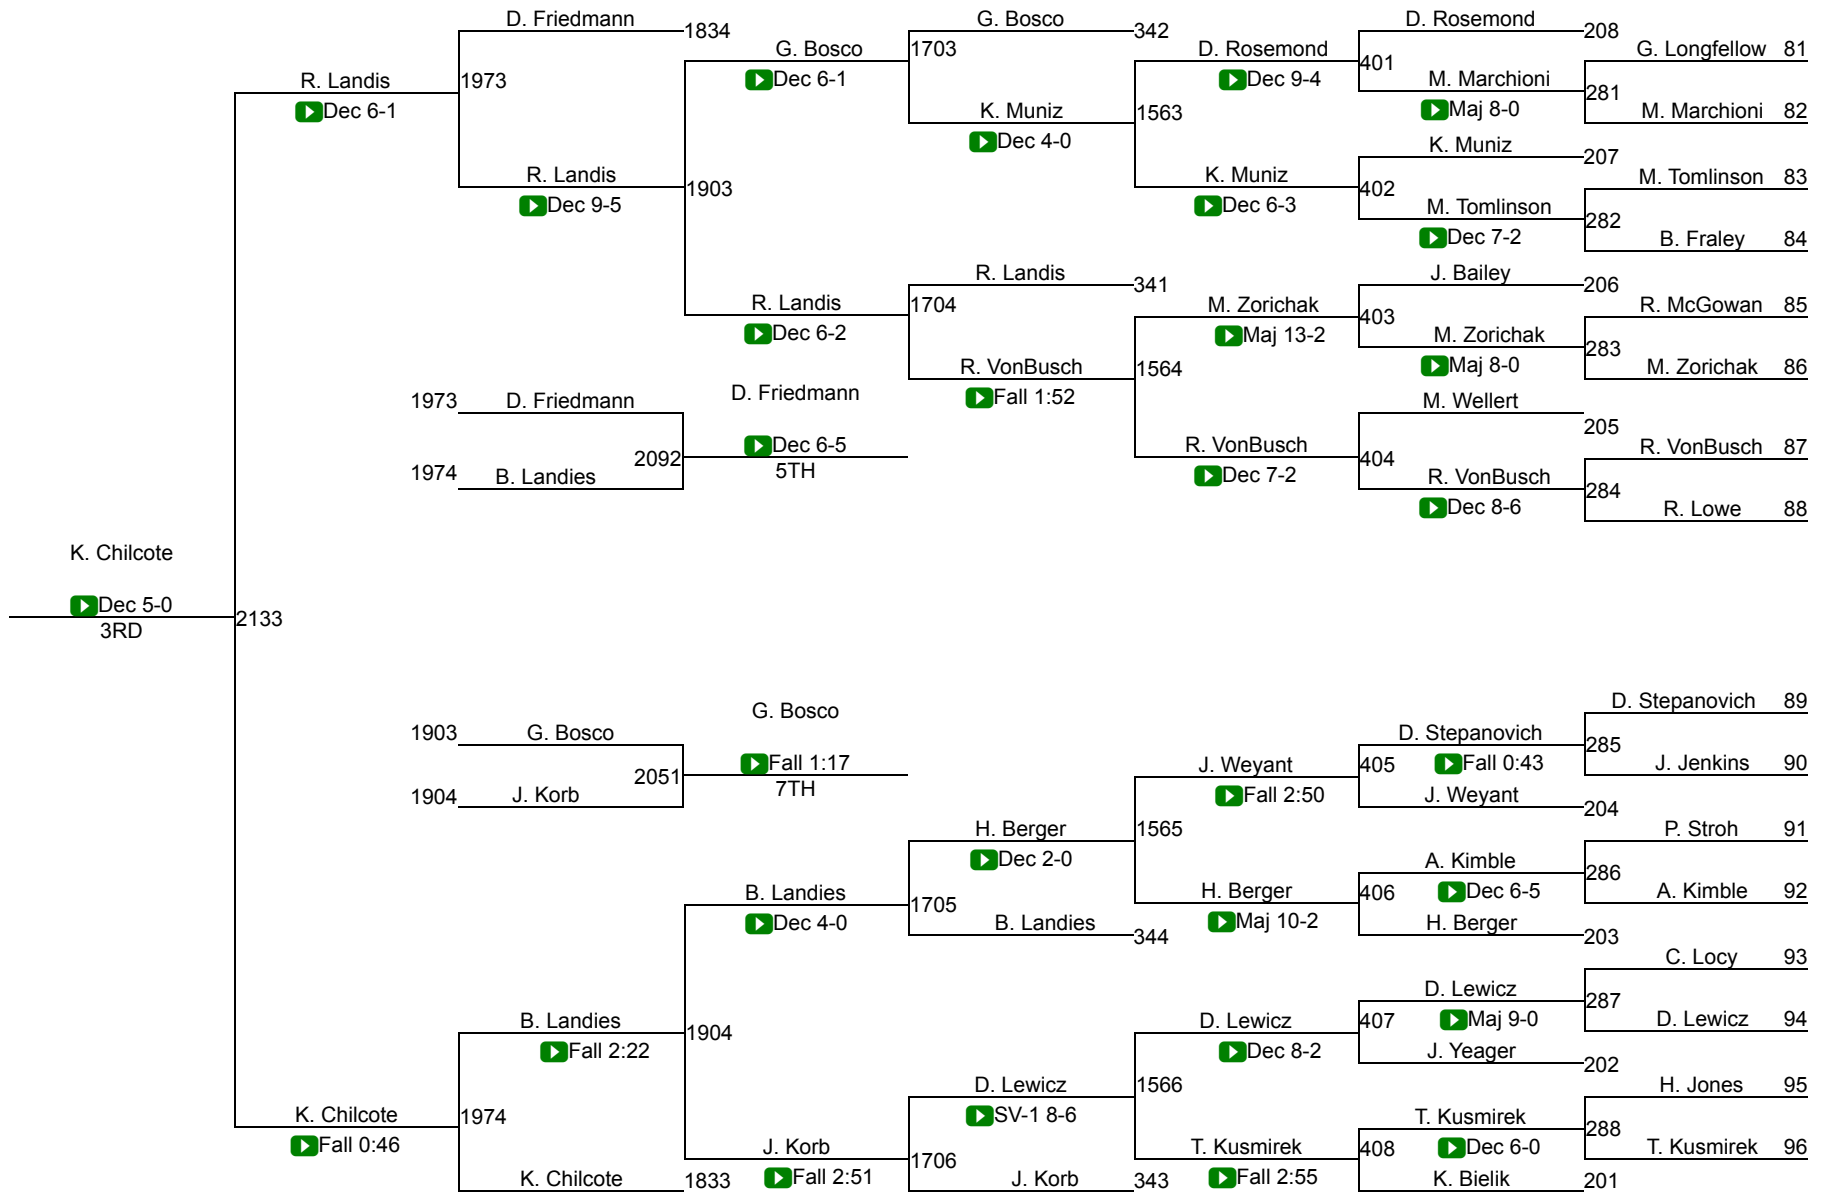 D. Friedmann
1834
G. Bosco
342
D. Rosemond
208
G. Bosco
1703
D. Rosemond
G. Longfellow 81
R. Landis
1973
Dec 6-1
Dec 9-4
401
M. Marchioni
281
Dec 6-1
K. Muniz
1563
Maj 8-0
M. Marchioni 82
Dec 4-0
K. Muniz
207
R. Landis
1903
K. Muniz
402
M. Tomlinson 83
Dec 9-5
Dec 6-3
M. Tomlinson
282
Dec 7-2
B. Fraley 84
R. Landis
341
J. Bailey
206
R. Landis
1704
M. Zorichak
403
R. McGowan 85
Dec 6-2
Maj 13-2
M. Zorichak
283
R. VonBusch
1564
Maj 8-0
M. Zorichak 86
1973
D. Friedmann
D. Friedmann
Fall 1:52
M. Wellert
205
Dec 6-5
R. VonBusch
404
R. VonBusch 87
1974
B. Landies
2092
5TH
Dec 7-2
R. VonBusch
284
Dec 8-6
R. Lowe 88
K. Chilcote
Dec 5-0
2133
3RD
G. Bosco
D. Stepanovich 89
1903
G. Bosco
D. Stepanovich
285
Fall 1:17
J. Weyant
405
Fall 0:43
J. Jenkins 90
1904
J. Korb
2051
7TH
Fall 2:50
J. Weyant
204
H. Berger
1565
P. Stroh 91
Dec 2-0
A. Kimble
286
B. Landies
1705
H. Berger
406
Dec 6-5
A. Kimble 92
Dec 4-0
B. Landies
344
Maj 10-2
H. Berger
203
C. Locy 93
D. Lewicz
287
B. Landies
1904
D. Lewicz
407
Maj 9-0
D. Lewicz 94
Fall 2:22
Dec 8-2
J. Yeager
202
D. Lewicz
1566
H. Jones 95
K. Chilcote
1974
SV-1 8-6
T. Kusmirek
288
Fall 0:46
J. Korb
1706
T. Kusmirek
408
Dec 6-0
T. Kusmirek 96
K. Chilcote
1833
Fall 2:51
J. Korb
343
Fall 2:55
K. Bielik
201